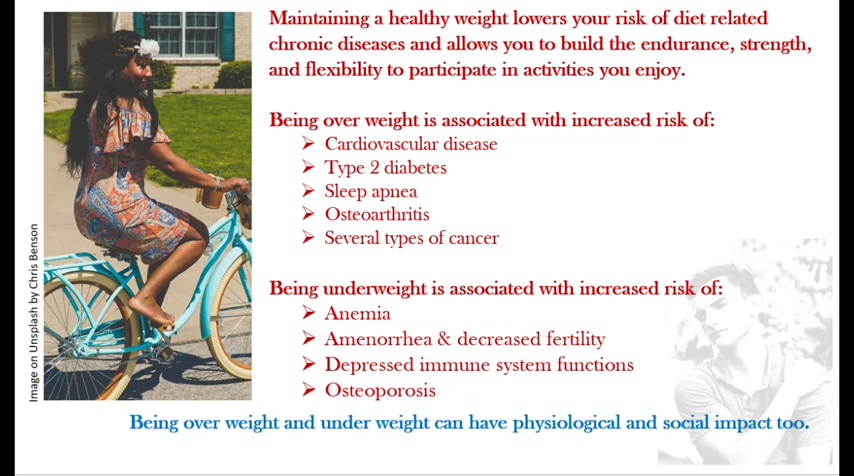 Maintaining a healthy weight lowers your risk of diet related
chronic diseases and allows you to build the endurance, strength,
and flexibility to participate in activities you enjoy.
Being over weight is associated with increased risk of:
➢ Cardiovascular disease
➢ Type 2 diabetes
➢ Sleep apnea
➢ Osteoarthritis
➢ Several types of cancer
Being underweight is associated with increased risk of:
➢ Anemia
➢ Amenorrhea & decreased fertility
➢ Depressed immune system functions
➢ Osteoporosis
Being over weight and under weight can have physiological and social impact too.
Image on Unsplash by Chris Benson